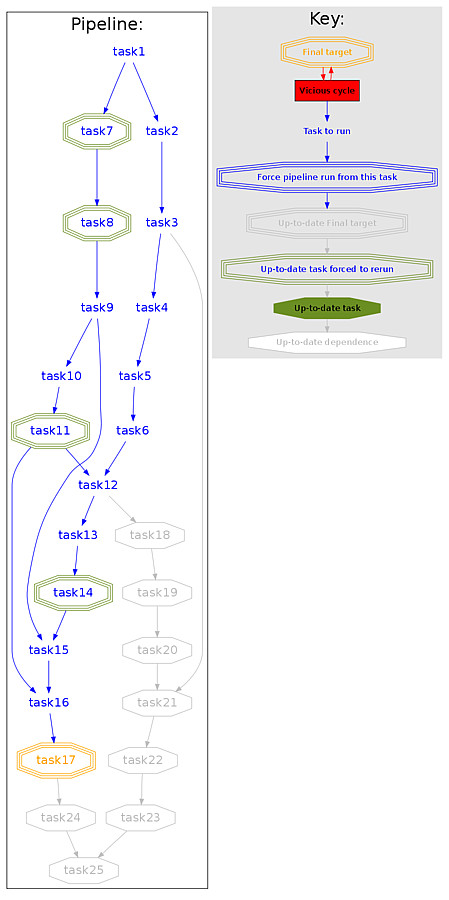 Pipeline:
task1
task7
task2
task8
task3
task9
task4
task10
task5
task11
task6
task12
task13
task18
task14
task19
task15
task20
task16
task21
task17
task22
task24
task23
task25
Key:
Final target
Vicious cycle
Task to run
Force pipeline run from this task
Up-to-date Final target
Up-to-date task forced to rerun
Up-to-date task
Up-to-date dependence